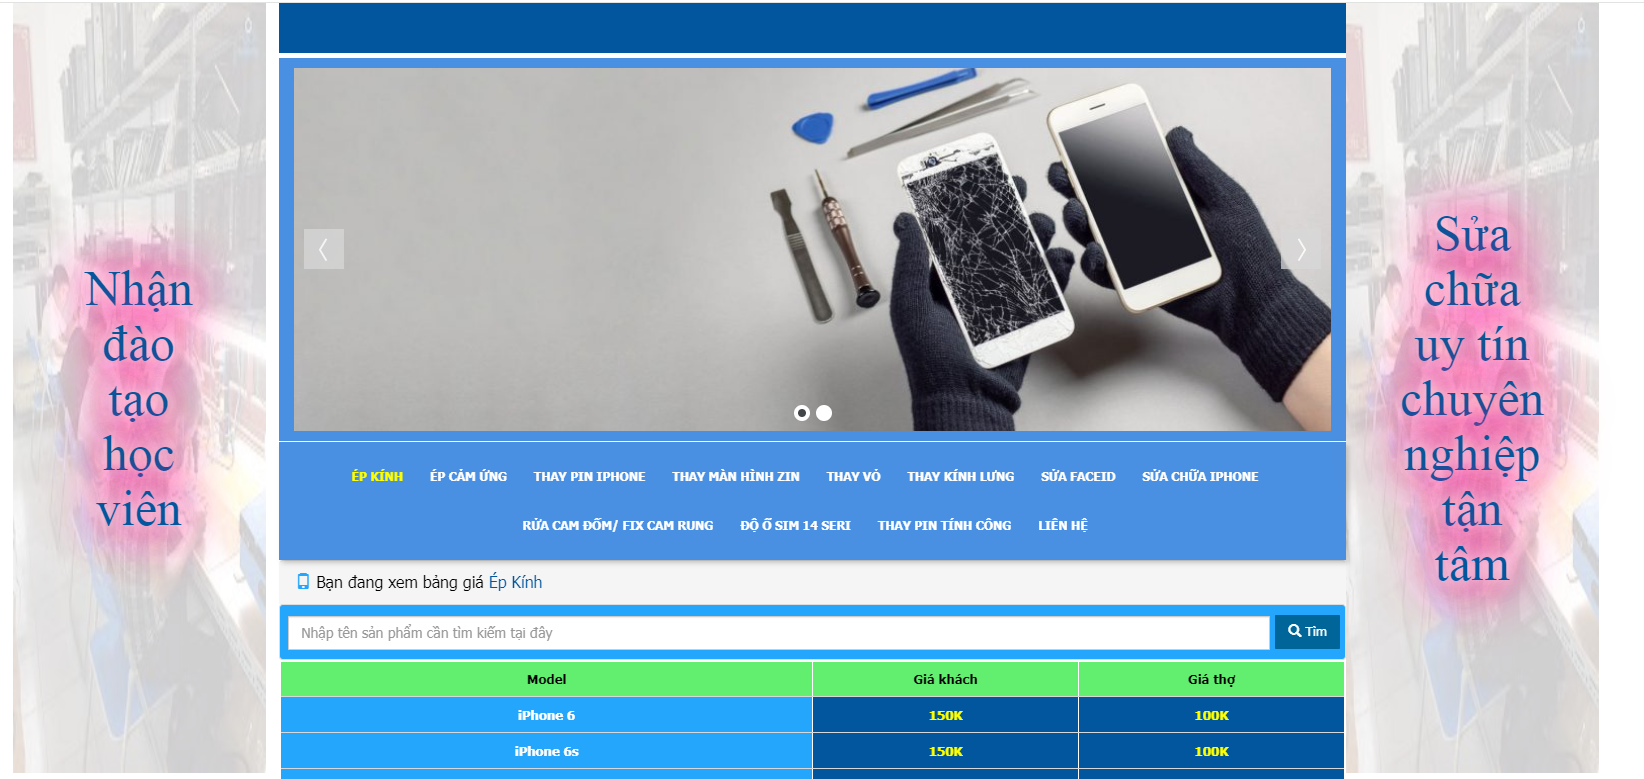 Nhận
đào
tạo
học
viên
ÉP KÍNH ÉP CẢM ỨNG THAY PIN IPHONE THAY MÀN HÌNH ZIN THAY VỎ THAY KÍNH LƯNG SỬA FACEID SỬA CHỮA IPHONE
RỬA CAM ĐỐM/ FIX CAM RUNG ĐỘ Ổ SIM 14 SERI THAY PIN TÍNH CÔNG LIÊN HỆ
Bạn đang xem bảng giá Ép Kính
Nhập tên sản phẩm cần tìm kiếm tại đây Tìm
Model Giá khách Giá thợ
iPhone 6 150K 100K
iPhone 6s 150K 100K
Sửa
chữa
uy tín
chuyên
nghiệp
tận
tâm